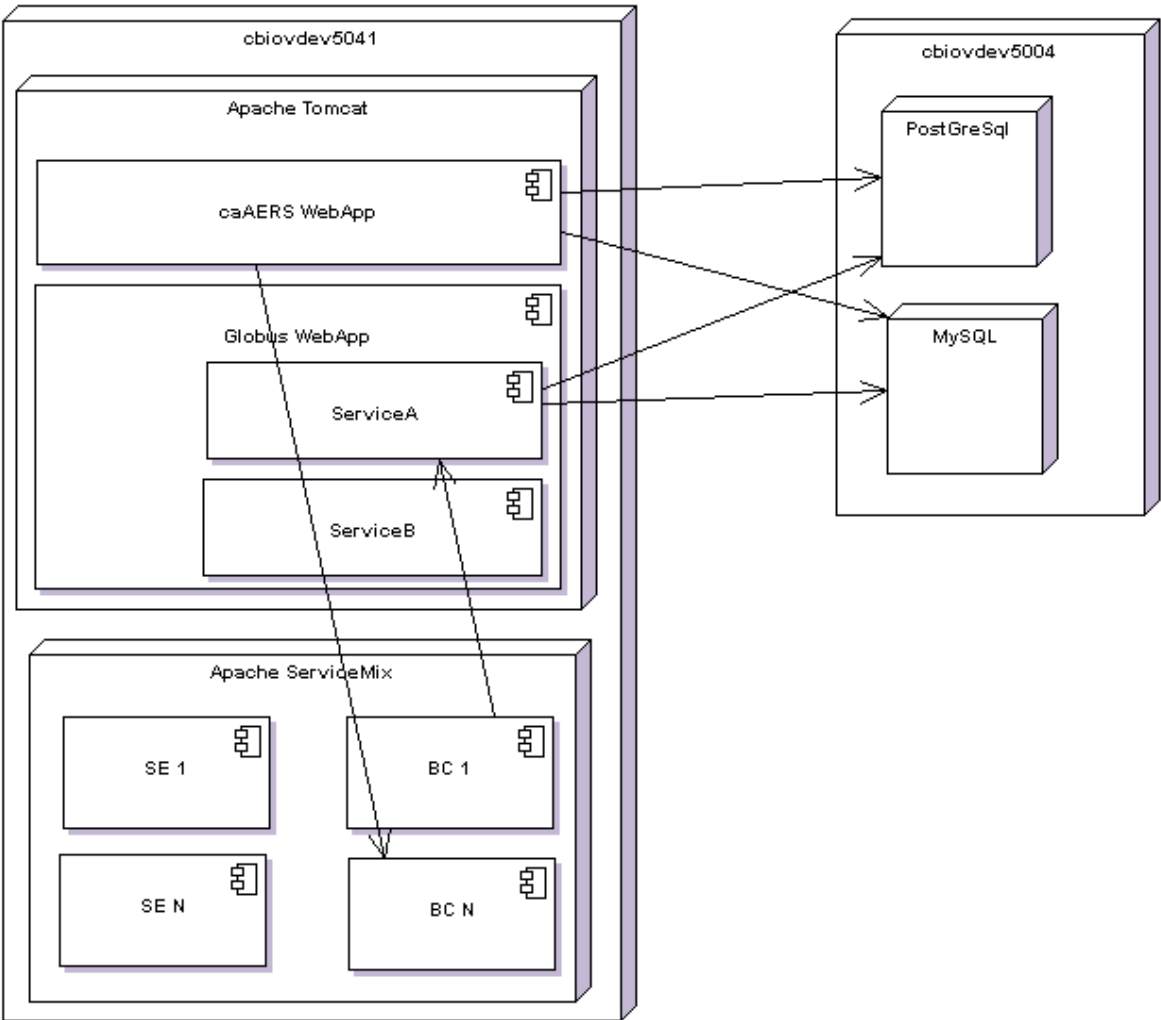 cbiovdev5041
Apache Tomcat
caAERS WebApp
Globus WebApp
ServiceA
ServiceB
Apache ServiceMix
SE 1
BC 1
SE N
BC N
cbiovdev5004
PostGreSql
MySQL